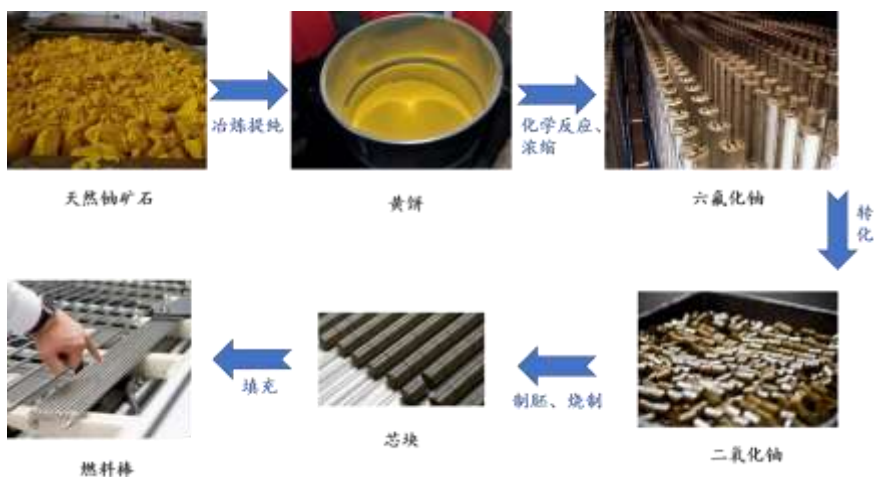 冶炼提纯
化学反应、
浓缩
天然铀矿石
黄饼
六氟化铀
转
化
填充
制胚、烧制
芯块
二氧化铀
燃料棒